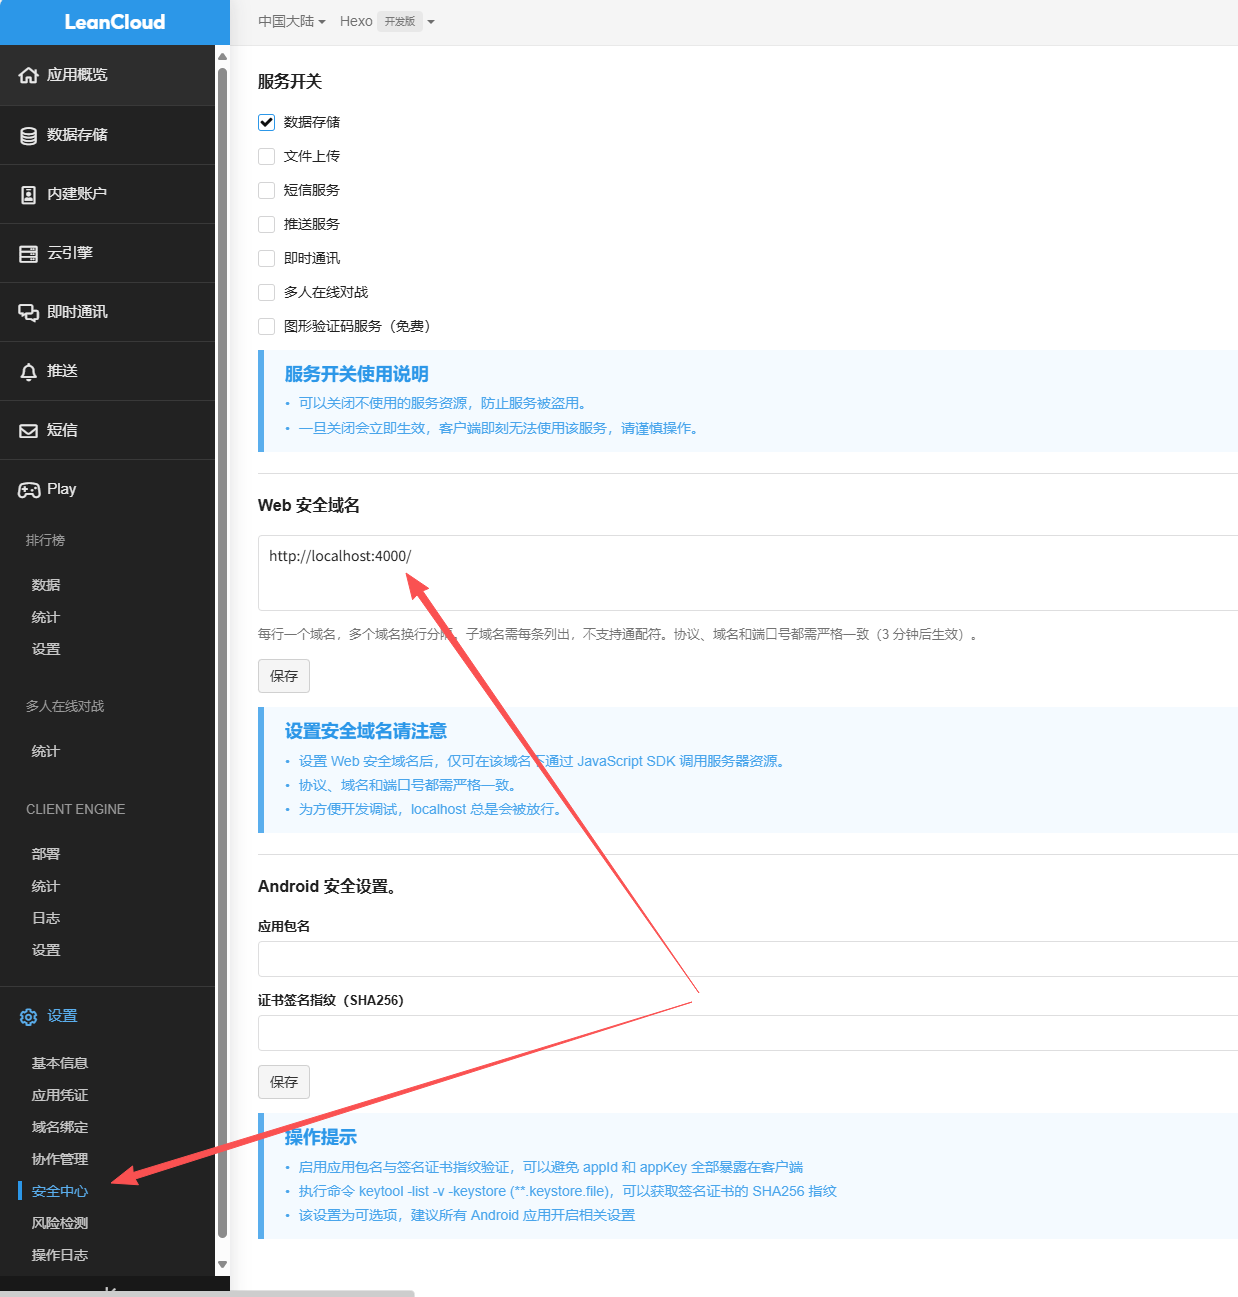 LeanCloud
中国大陆
Hexo 开发版
应用概览
数据存储
内建账户
云引擎
即时通讯
推送
短信
Play
排行榜
数据
统计
设置
多人在线对战
统计
CLIENT ENGINE
部署
统计
日志
设置
设置
基本信息
应用凭证
域名绑定
协作管理
安全中心
风险检测
操作日志
服务开关
数据存储
文件上传
短信服务
推送服务
即时通讯
多人在线对战
图形验证码服务（免费）
服务开关使用说明
• 可以关闭不使用的服务资源，防止服务被盗用。
• 一旦关闭会立即生效，客户端即刻无法使用该服务，请谨慎操作。
Web 安全域名
http://localhost:4000/
每行一个域名，多个域名换行分隔。子域名需每条列出，不支持通配符。协议、域名和端口号都需严格一致（3 分钟后生效）。
保存
设置安全域名请注意
• 设置 Web 安全域名后，仅可在该域名下通过 JavaScript SDK 调用服务器资源。
• 协议、域名和端口号都需严格一致。
• 为方便开发调试，localhost 总是会被放行。
Android 安全设置。
应用包名
证书签名指纹（SHA256）
保存
操作提示
• 启用应用包名与签名证书指纹验证，可以避免 appId 和 appKey 全部暴露在客户端
• 执行命令 keytool -list -v -keystore (**.keystore.file)，可以获取签名证书的 SHA256 指纹
• 该设置为可选项，建议所有 Android 应用开启相关设置